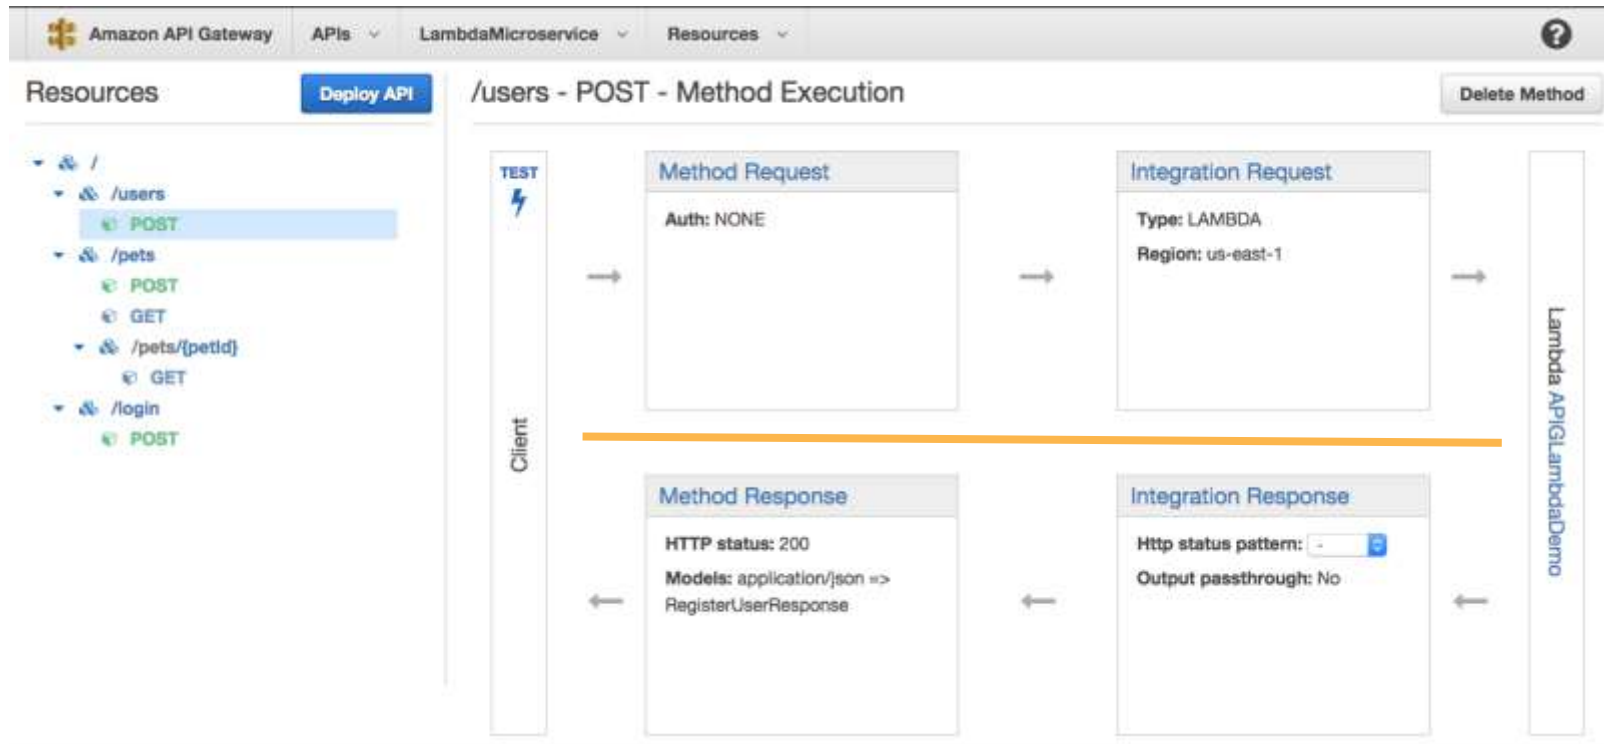 Amazon API Gateway
APIs
LambdaMicroservice
Resources
?
Resources
Deploy API
/users - POST - Method Execution
Delete Method
/
/users
POST
/pets
POST
GET
/pets/{petId}
GET
/login
POST
TEST
Client
Method Request
Auth: NONE
Integration Request
Type: LAMBDA
Region: us-east-1
Method Response
HTTP status: 200
Models: application/json =>
RegisterUserResponse
Integration Response
Http status pattern: -
Output passthrough: No
Lambda APIGLambdaDemo